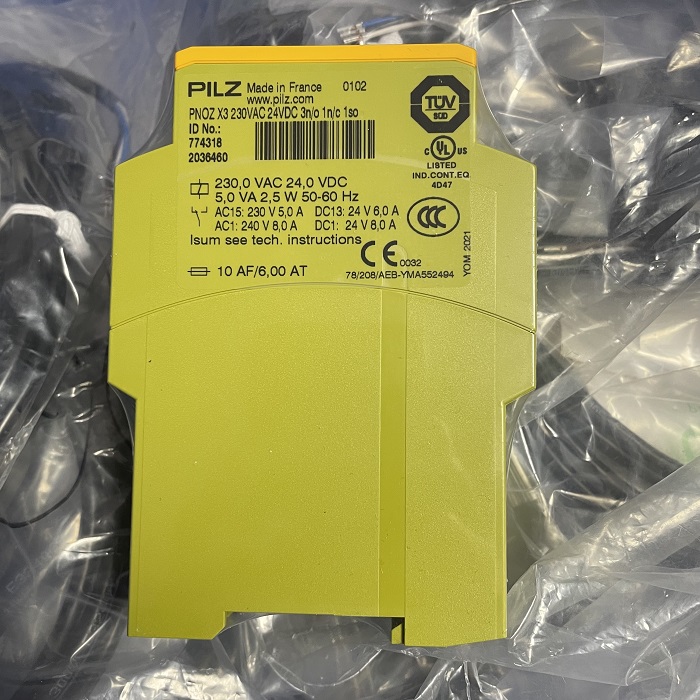 PILZ Made in France 0102
www.pilz.com
PNOZ X3 230VAC 24VDC 3n/o 1n/c 1so
ID No.:
774318
2036460
TÜV
c UL US
LISTED
IND.CONT.EQ
4D47
230,0 VAC 24,0 VDC
5,0 VA 2,5 W 50-60 Hz
AC15: 230 V 5,0 A DC13: 24 V 6,0 A
AC1: 240 V 8,0 A DC1: 24 V 8,0 A
Isum see tech. instructions
CCC
CE 0032
10 AF/6,00 AT
78/208/AEB-YMA552494
YOM 2021